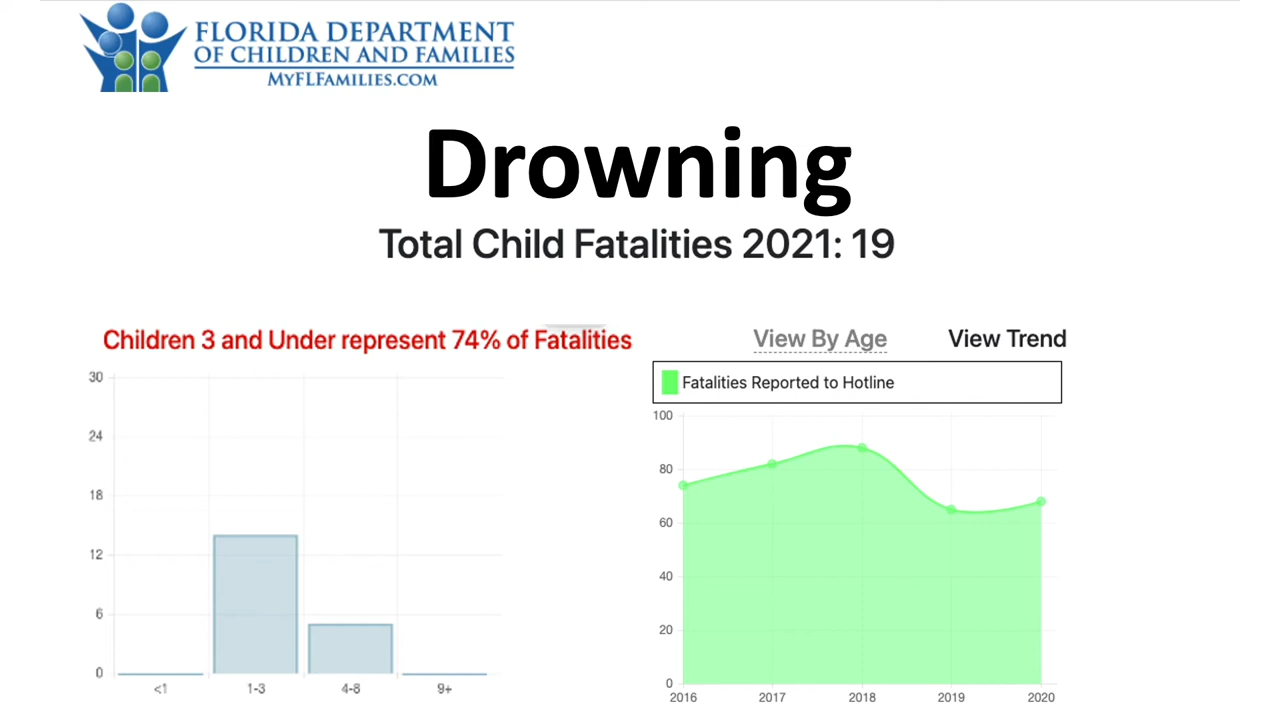 FLORIDA DEPARTMENT
OF CHILDREN AND FAMILIES
MYFLFAMILIES.COM
Drowning
Total Child Fatalities 2021: 19
Children 3 and Under represent 74% of Fatalities
30
24
18
12
6
0
<1 1-3 4-8 9+
View By Age View Trend
Fatalities Reported to Hotline
100
80
60
40
20
0
2016 2017 2018 2019 2020